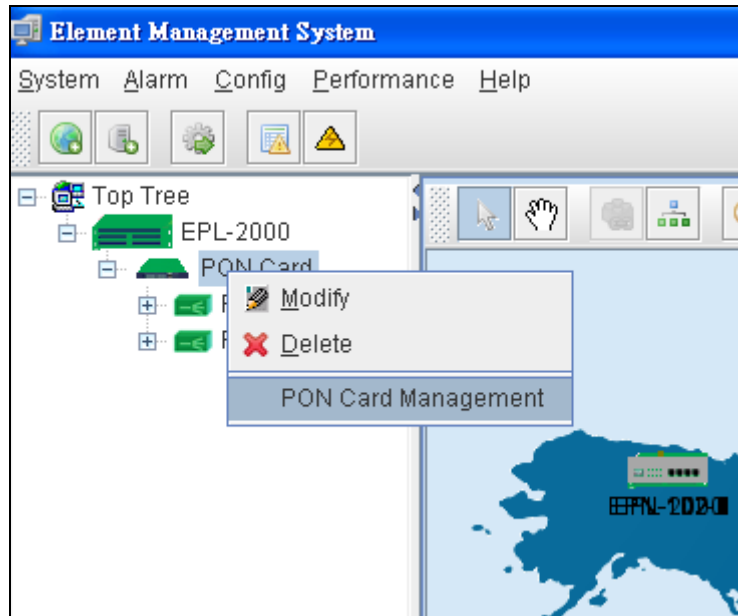 Element Management System
System Alarm Config Performance Help
Top Tree
EPL-2000
PON Card
Modify
Delete
PON Card Management